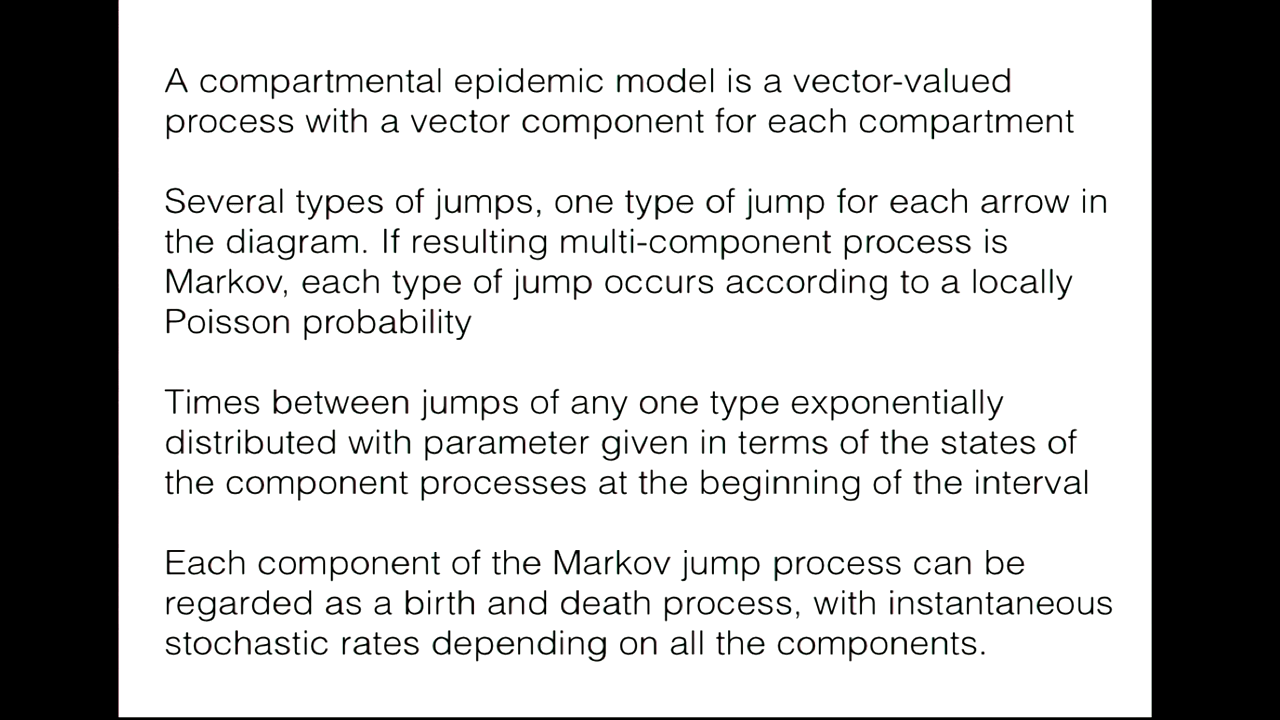 A compartmental epidemic model is a vector-valued
process with a vector component for each compartment
Several types of jumps, one type of jump for each arrow in
the diagram. If resulting multi-component process is
Markov, each type of jump occurs according to a locally
Poisson probability
Times between jumps of any one type exponentially
distributed with parameter given in terms of the states of
the component processes at the beginning of the interval
Each component of the Markov jump process can be
regarded as a birth and death process, with instantaneous
stochastic rates depending on all the components.